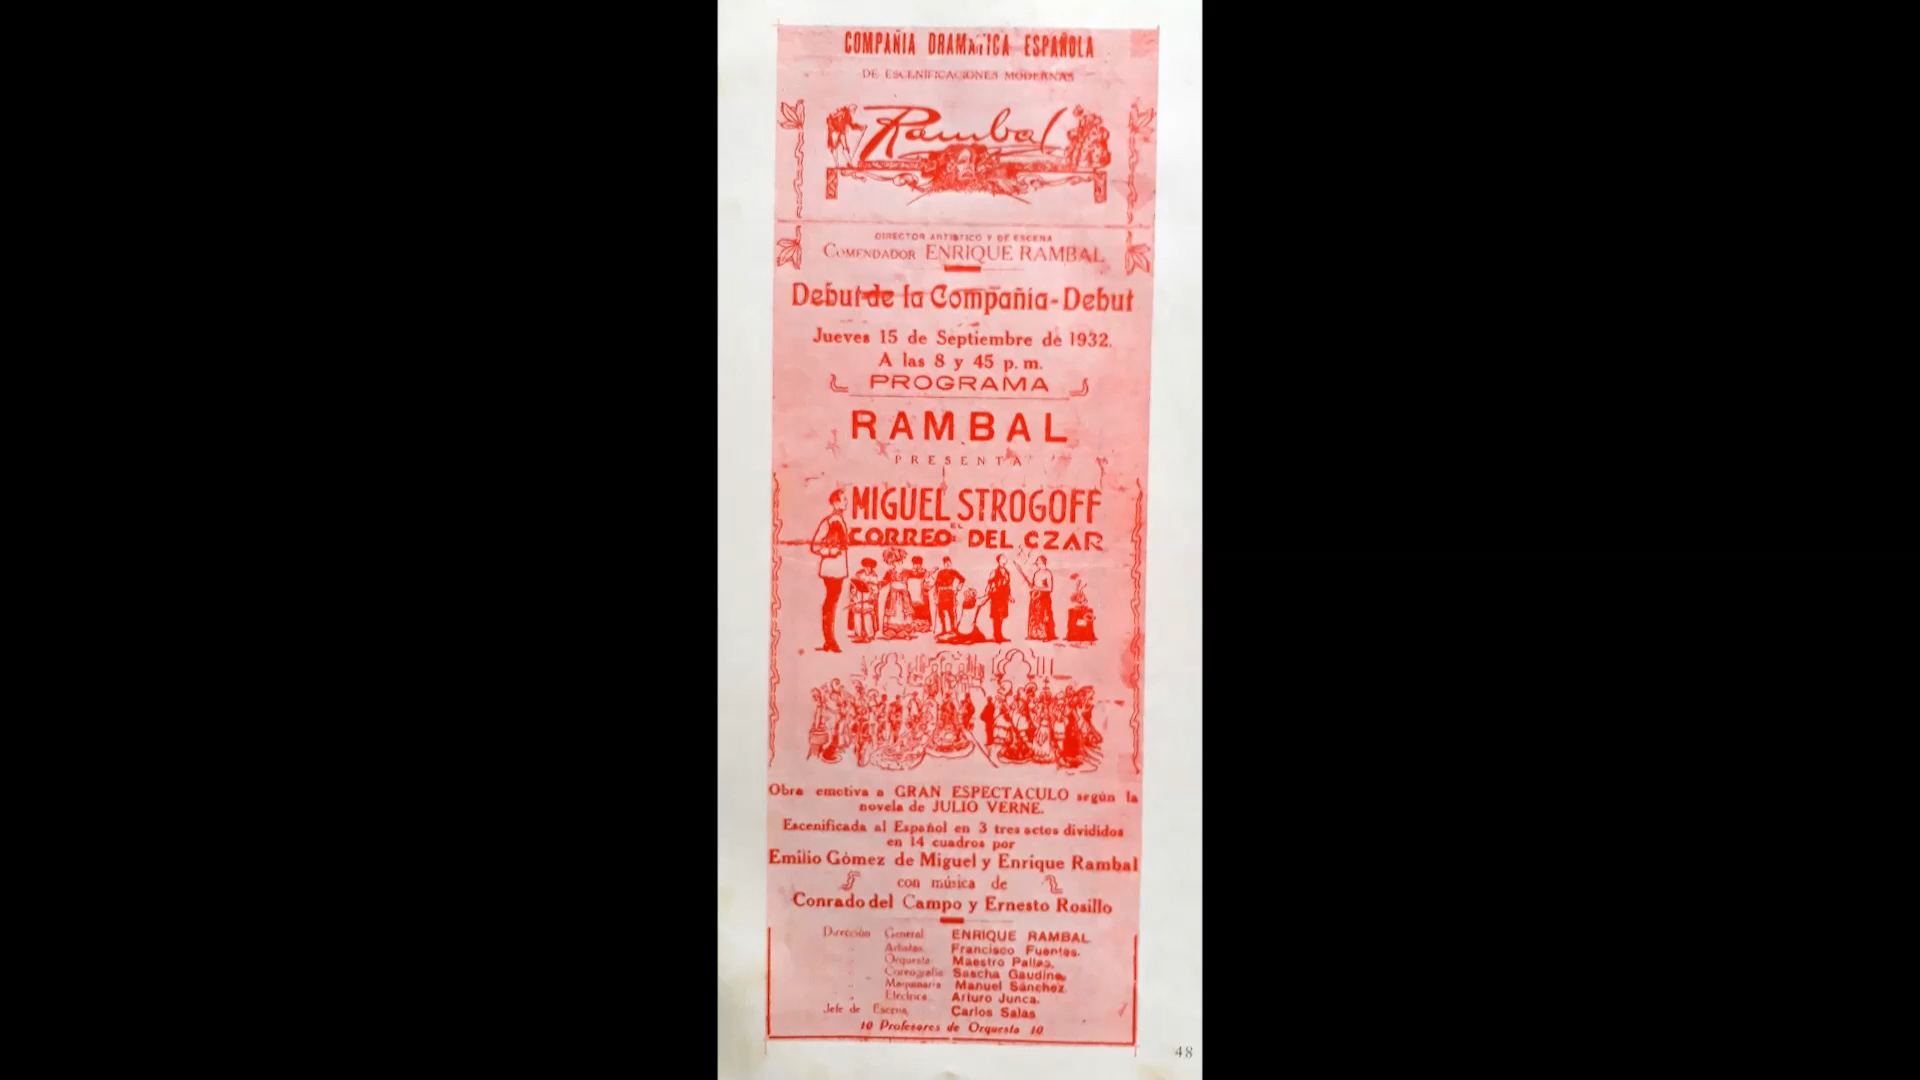 COMPAÑIA DRAMATICA ESPAÑOLA
DE ESCENIFICACIONES MODERNAS
Rambal
DIRECTOR ARTISTICO Y DE ESCENA
COMENDADOR ENRIQUE RAMBAL
Debut de la Compañia - Debut
Jueves 15 de Septiembre de 1932.
A las 8 y 45 p. m.
PROGRAMA
RAMBAL
PRESENTA
MIGUEL STROGOFF
EL
CORREO DEL CZAR
Obra emotiva a GRAN ESPECTACULO según la
novela de JULIO VERNE.
Escenificada al Español en 3 tres actos divididos
en 14 cuadros por
Emilio Gómez de Miguel y Enrique Rambal
con música de
Conrado del Campo y Ernesto Rosillo
Dirección General ENRIQUE RAMBAL
" Artistas Francisco Fuentes.
" Orquesta Maestro Pallas.
" Coreografía Sascha Gaudine
" Maquinaria Manuel Sánchez
" Electrica Arturo Junca.
Jefe de Escena Carlos Salas
10 Profesores de Orquesta 10
48